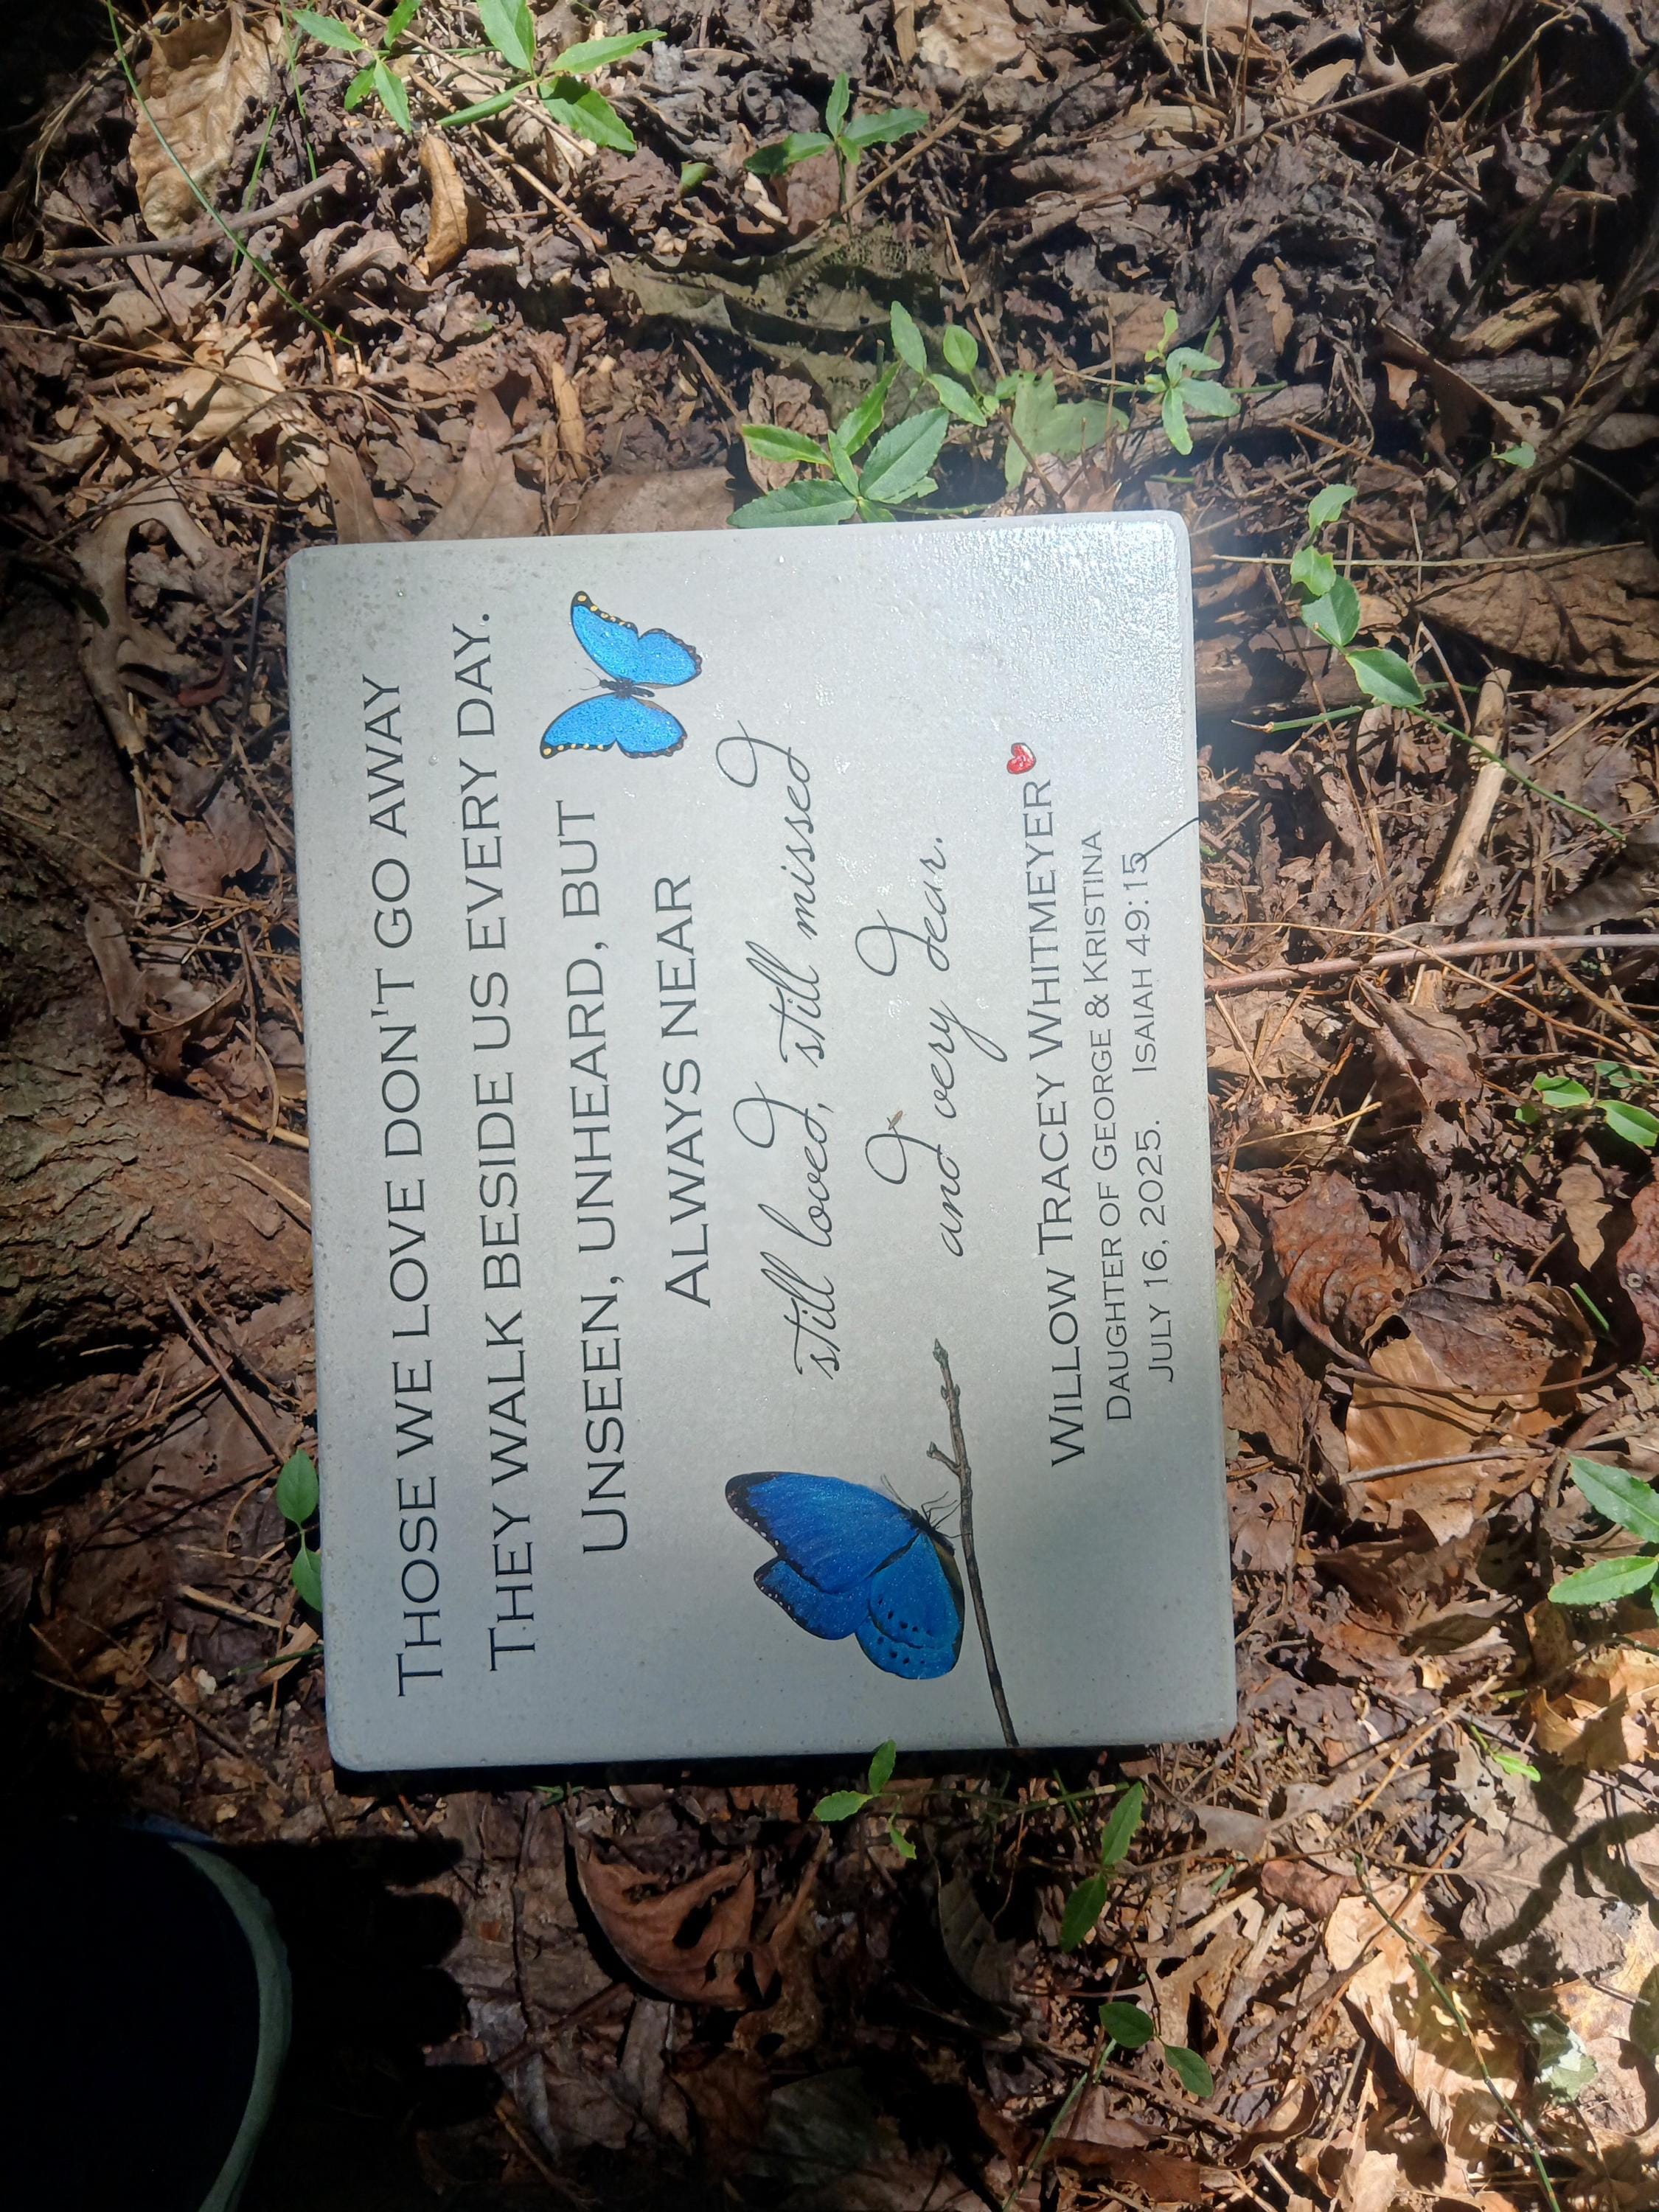 THOSE WE LOVE DON'T GO AWAY
THEY WALK BESIDE US EVERY DAY.
UNSEEN, UNHEARD, BUT
ALWAYS NEAR
still loved, still missed
and very dear.
WILLOW TRACEY WHITMEYER
DAUGHTER OF GEORGE & KRISTINA
JULY 16, 2025. ISAIAH 49:15